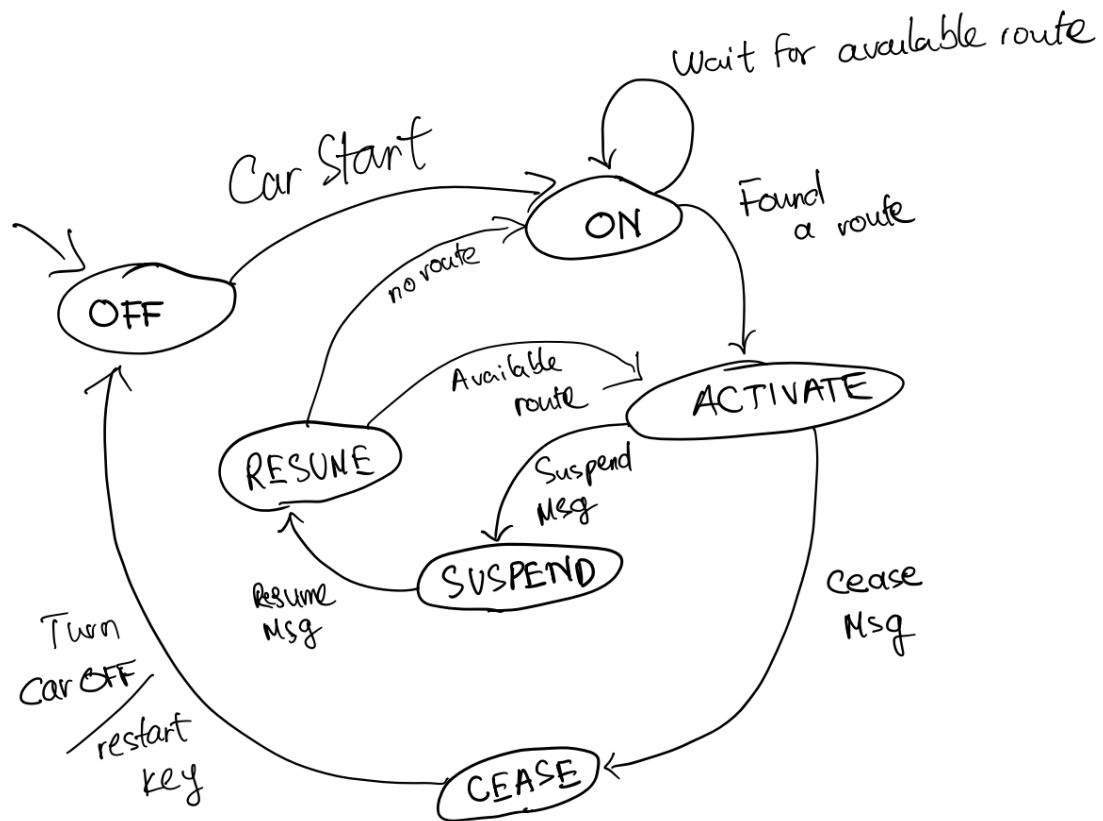 Wait for available route
Car Start
Found
a route
ON
no route
OFF
Available
route
ACTIVATE
RESUME
Suspend
Msg
SUSPEND
Resume
Msg
Cease
Msg
Turn
Car OFF
/
restart
key
CEASE